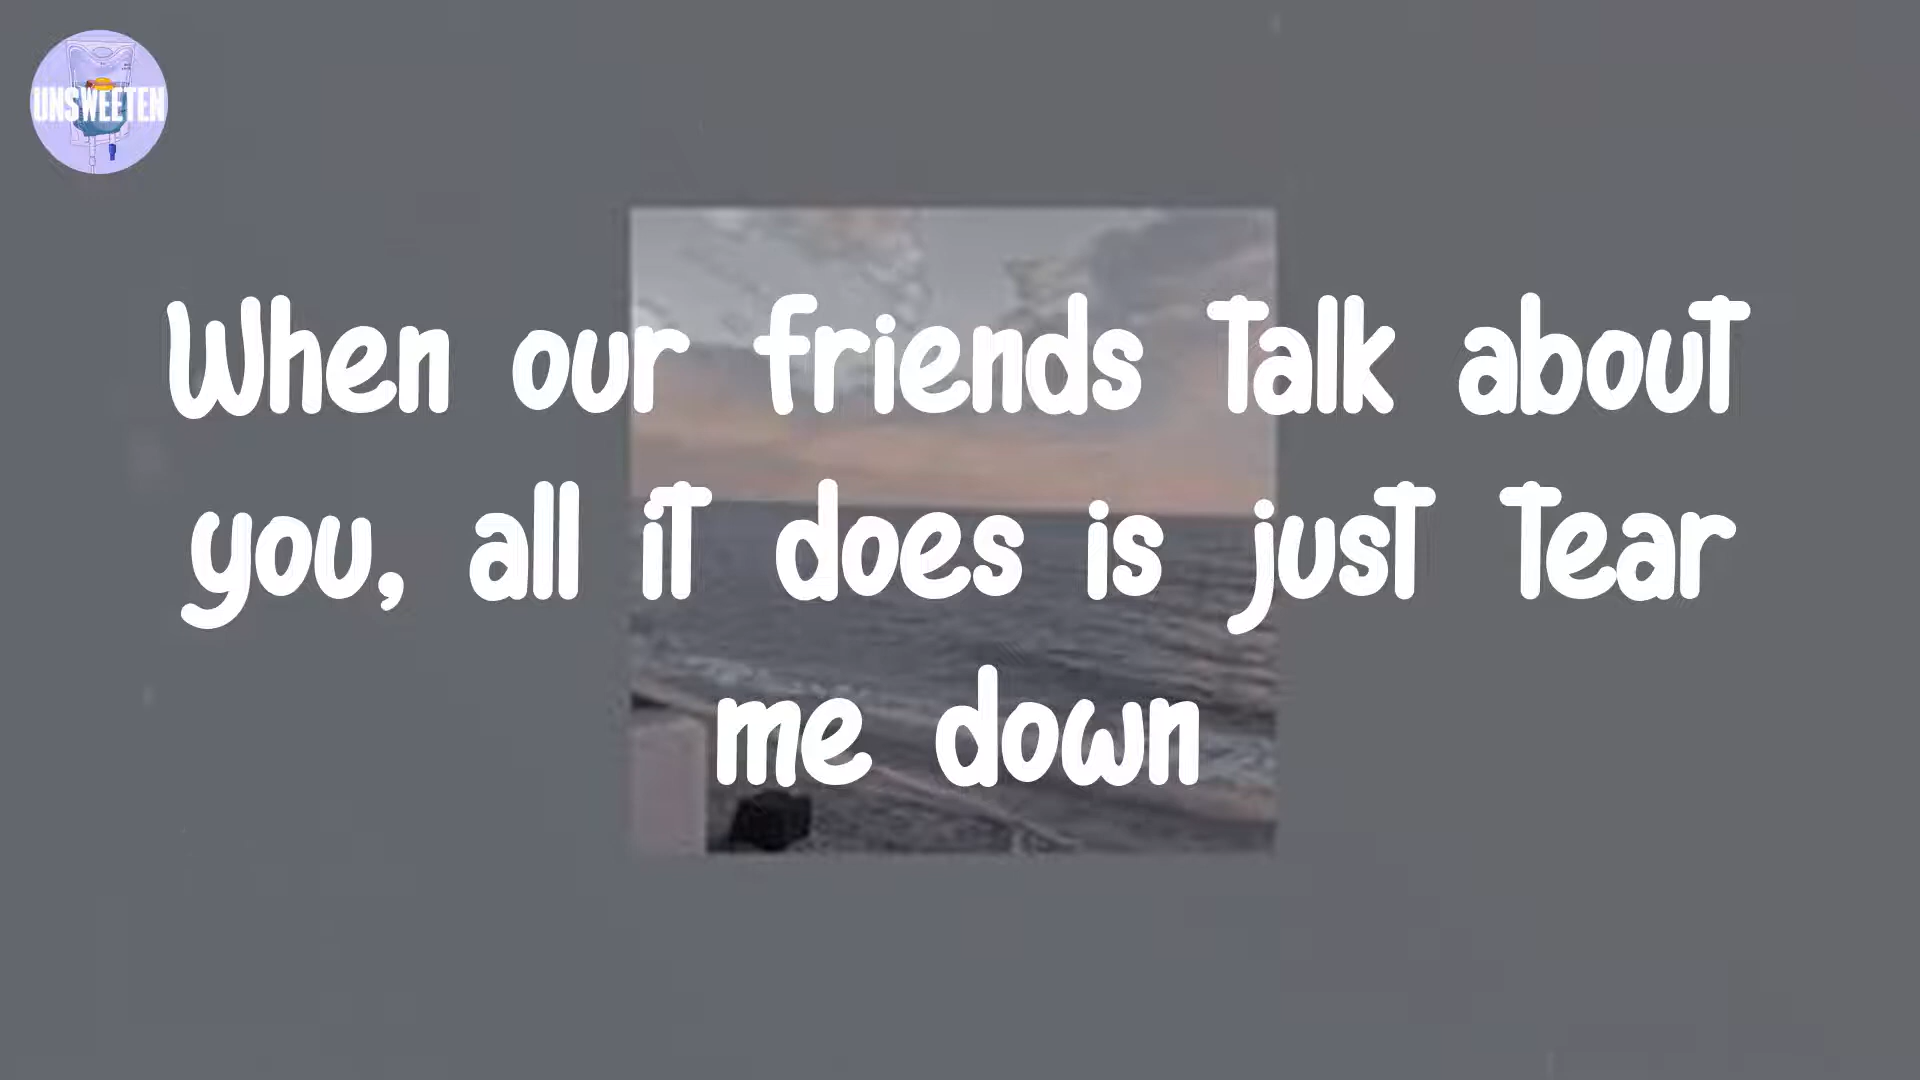 UNSWEETEN
When our friends talk about
you, all it does is just tear
me down